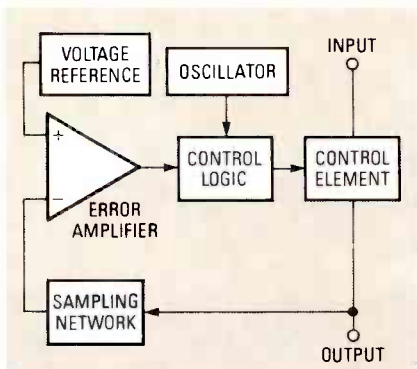 VOLTAGE
REFERENCE
OSCILLATOR
INPUT
+
−
ERROR
AMPLIFIER
CONTROL
LOGIC
CONTROL
ELEMENT
SAMPLING
NETWORK
OUTPUT